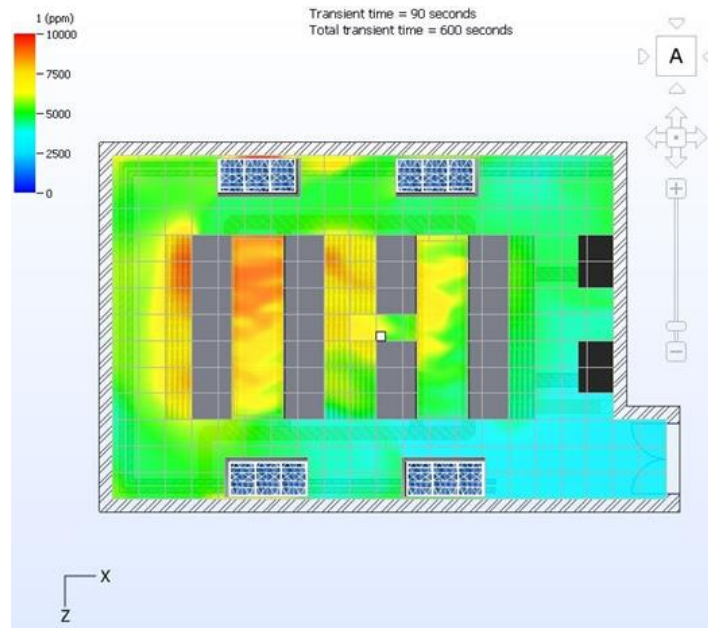 Transient time = 90 seconds
Total transient time = 600 seconds
1 (ppm)
10000
7500
5000
2500
0
A
X
Z